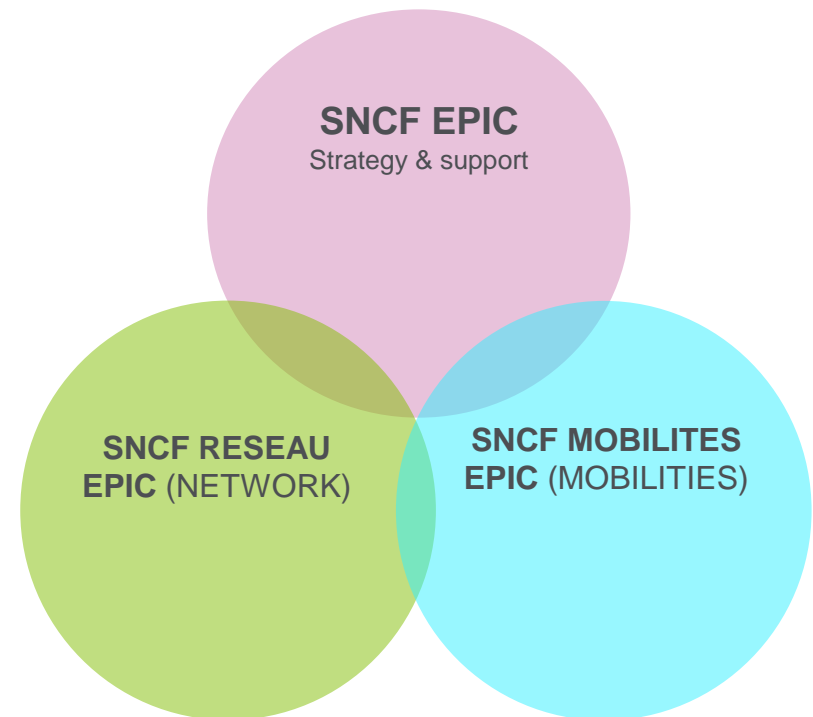 SNCF EPIC
Strategy & support
SNCF RESEAU
EPIC (NETWORK)
SNCF MOBILITES
EPIC (MOBILITIES)